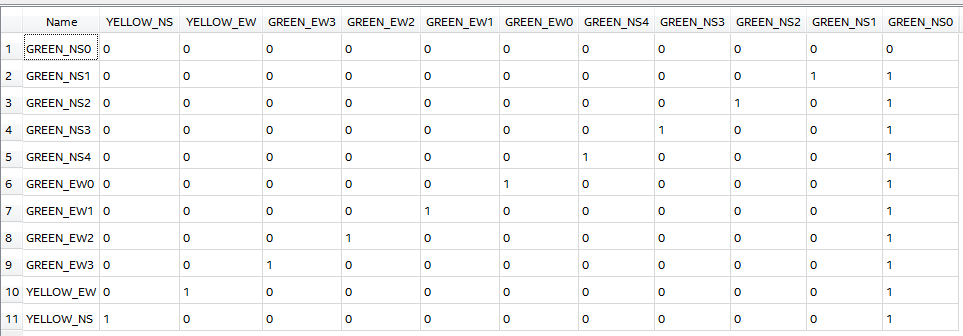 Name YELLOW_NS YELLOW_EW GREEN_EW3 GREEN_EW2 GREEN_EW1 GREEN_EW0 GREEN_NS4 GREEN_NS3 GREEN_NS2 GREEN_NS1 GREEN_NS0
1 GREEN_NS0 0 0 0 0 0 0 0 0 0 0 0
2 GREEN_NS1 0 0 0 0 0 0 0 0 0 1 1
3 GREEN_NS2 0 0 0 0 0 0 0 0 1 0 1
4 GREEN_NS3 0 0 0 0 0 0 0 1 0 0 1
5 GREEN_NS4 0 0 0 0 0 0 1 0 0 0 1
6 GREEN_EW0 0 0 0 0 0 1 0 0 0 0 1
7 GREEN_EW1 0 0 0 0 1 0 0 0 0 0 1
8 GREEN_EW2 0 0 0 1 0 0 0 0 0 0 1
9 GREEN_EW3 0 0 1 0 0 0 0 0 0 0 1
10 YELLOW_EW 0 1 0 0 0 0 0 0 0 0 1
11 YELLOW_NS 1 0 0 0 0 0 0 0 0 0 1